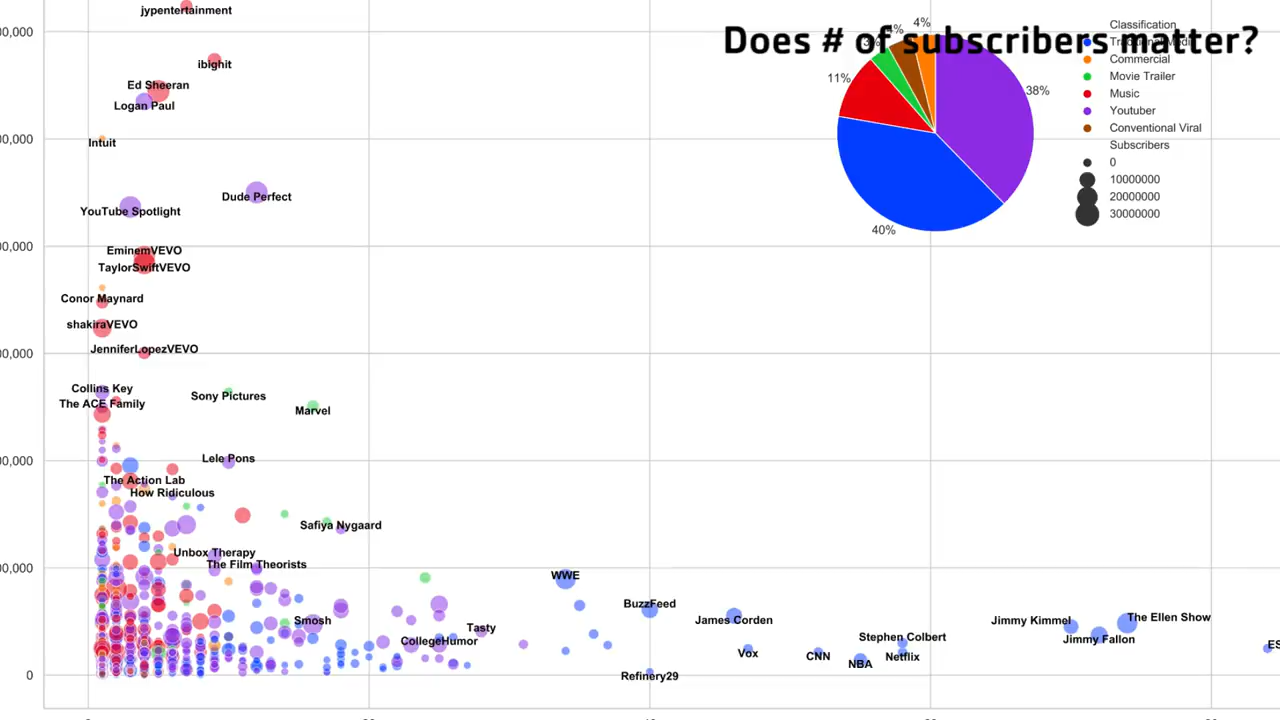 Does # of subscribers matter?
jypentertainment
ibighit
Ed Sheeran
Logan Paul
Intuit
Dude Perfect
YouTube Spotlight
EminemVEVO
TaylorSwiftVEVO
Conor Maynard
shakiraVEVO
JenniferLopezVEVO
Collins Key
The ACE Family
Sony Pictures
Marvel
Lele Pons
The Action Lab
How Ridiculous
Safiya Nygaard
Unbox Therapy
The Film Theorists
WWE
BuzzFeed
Smosh
Tasty
CollegeHumor
James Corden
Jimmy Kimmel
The Ellen Show
Stephen Colbert
Jimmy Fallon
Vox
CNN
NBA
Netflix
Refinery29
0
4%
38%
11%
40%
Classification
Commercial
Movie Trailer
Music
Youtuber
Conventional Viral
Subscribers
0
10000000
20000000
30000000